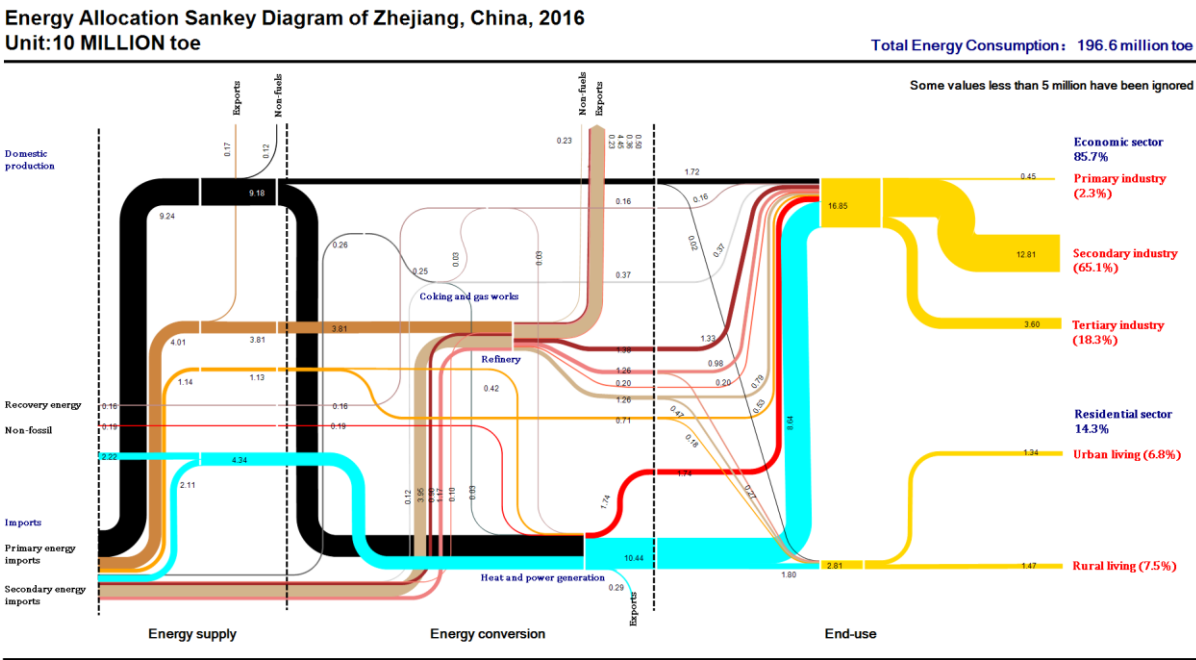 Energy Allocation Sankey Diagram of Zhejiang, China, 2016
Unit:10 MILLION toe
Total Energy Consumption: 196.6 million toe
Some values less than 5 million have been ignored
Exports
Non-fuels
Non-fuels
Exports
0.17
0.12
0.23
0.23
4.45
0.36
0.50
Domestic
production
Economic sector
85.7%
1.72
0.45
Primary industry
(2.3%)
9.18
9.24
0.16
0.16
16.85
0.02
0.26
0.25
0.03
0.03
0.37
0.37
12.81
Secondary industry
(65.1%)
Coking and gas works
4.01
3.81
3.81
3.60
Tertiary industry
(18.3%)
1.33
1.38
Refinery
0.98
1.14
1.13
1.26
0.20
0.20
0.79
0.42
1.26
0.53
Recovery energy
0.16
0.16
0.47
0.71
Non-fossil
0.19
0.19
0.18
8.64
Residential sector
14.3%
2.22
4.34
1.34
Urban living (6.8%)
2.11
1.74
1.74
0.12
3.95
0.90
1.17
0.10
0.03
0.27
Imports
Primary energy
imports
10.44
2.81
1.47
Rural living (7.5%)
Heat and power generation
1.80
0.29
Exports
Secondary energy
imports
Energy supply
Energy conversion
End-use